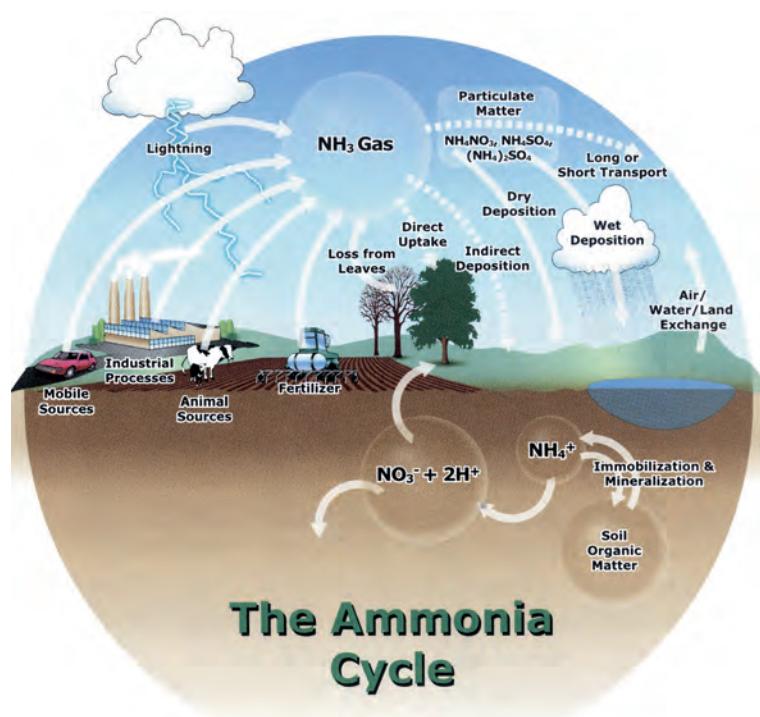 Particulate
Matter
Lightning
NH₃ Gas
NH₄NO₃, NH₄SO₄,
(NH₄)₂SO₄
Long or
Short Transport
Dry
Deposition
Wet
Deposition
Direct
Uptake
Loss from
Leaves
Indirect
Deposition
Air/
Water/Land
Exchange
Industrial
Processes
Mobile
Sources
Animal
Sources
Fertilizer
NO₃⁻ + 2H⁺
NH₄⁺
Immobilization &
Mineralization
Soil
Organic
Matter
The Ammonia
Cycle